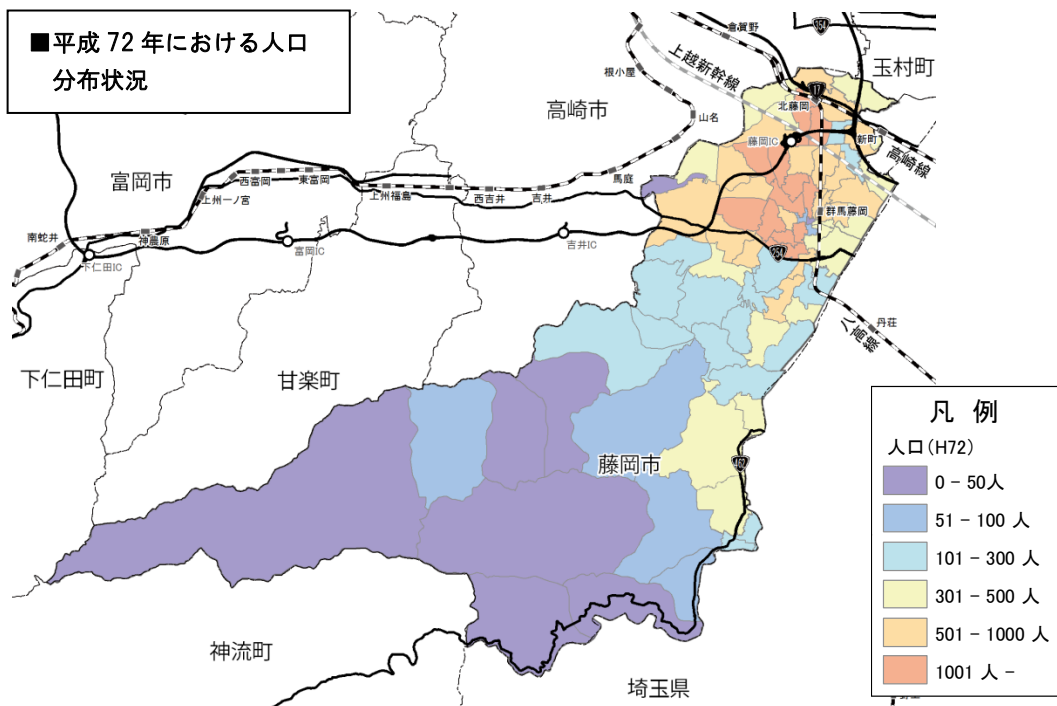 ■平成 72 年における人口
分布状況
倉賀野
354
玉村町
上越新幹線
根小屋
17
北藤岡
高崎市
山名
藤岡IC
新町
高崎線
富岡市
西富岡
東富岡
馬庭
上州一ノ宮
上州福島
西吉井
吉井
群馬藤岡
南蛇井
神農原
下仁田IC
富岡IC
吉井IC
254
丹荘
八高線
下仁田町
甘楽町
藤岡市
462
神流町
埼玉県
凡 例
人口(H72)
0 - 50人
51 - 100 人
101 - 300 人
301 - 500 人
501 - 1000 人
1001 人 -